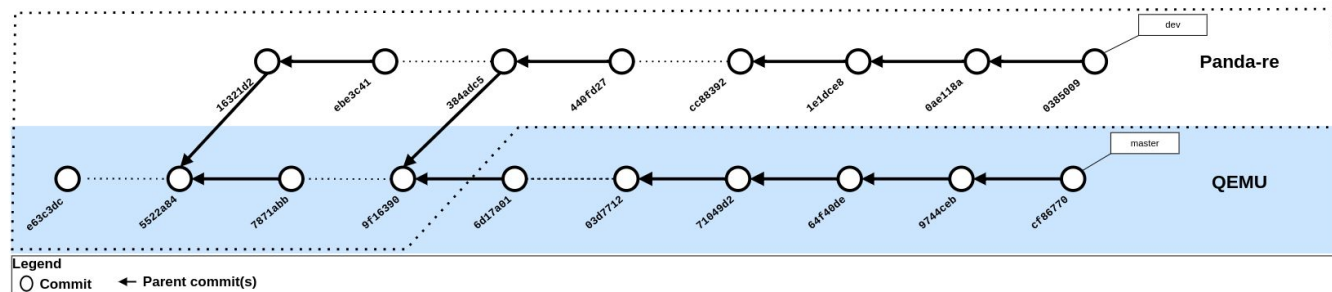 dev
Panda-re
16321d2
ebe3c41
384adc5
440fd27
cc88392
1e1dce8
0ae118a
0385009
master
QEMU
e63c3dc
5522a84
7871abb
9f16390
6d17a01
03d7712
71049d2
64f40de
9744ceb
cf86770
Legend
Commit
Parent commit(s)